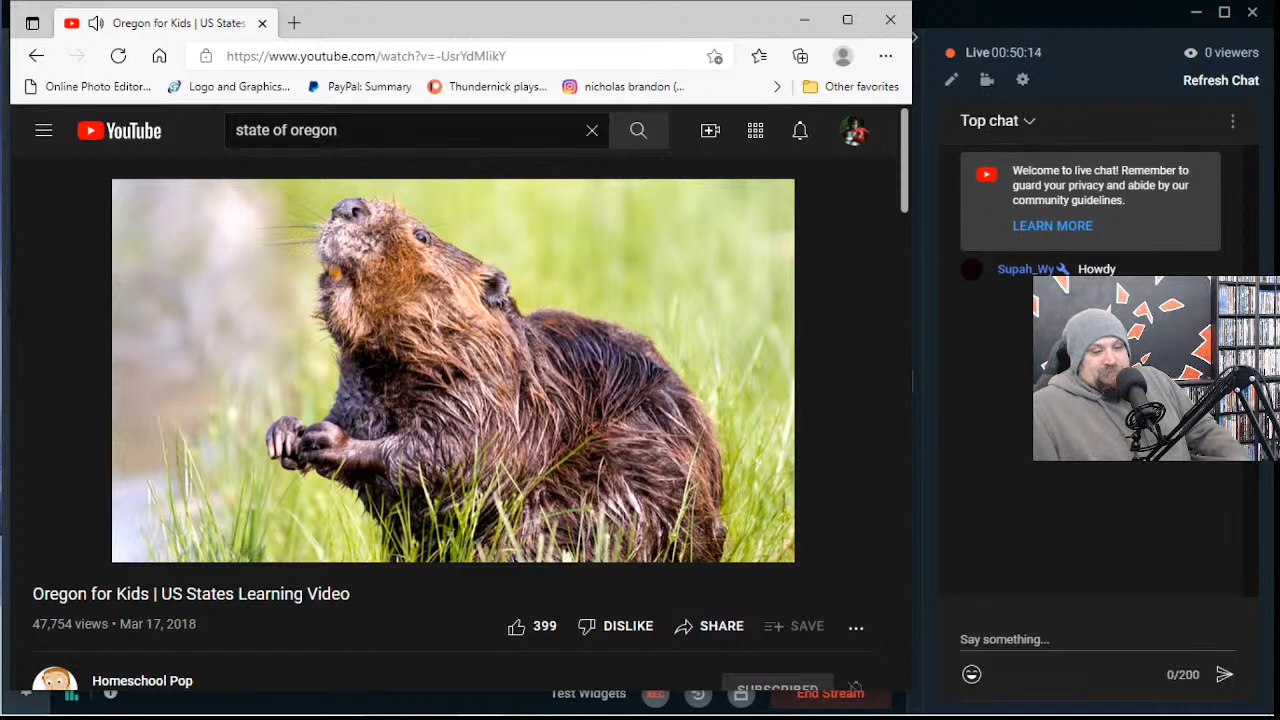 Oregon for Kids | US States
https://www.youtube.com/watch?v=-UsrYdMlikY
Online Photo Editor...
Logo and Graphics...
PayPal: Summary
Thundernick plays...
nicholas brandon (...
Other favorites
YouTube
state of oregon
Oregon for Kids | US States Learning Video
47,754 views • Mar 17, 2018
399
DISLIKE
SHARE
SAVE
...
Homeschool Pop
SUBSCRIBED
Test Widgets
REC
End Stream
Live 00:50:14
0 viewers
Refresh Chat
Top chat
Welcome to live chat! Remember to
guard your privacy and abide by our
community guidelines.
LEARN MORE
Supah_Wy Howdy
Say something...
0/200